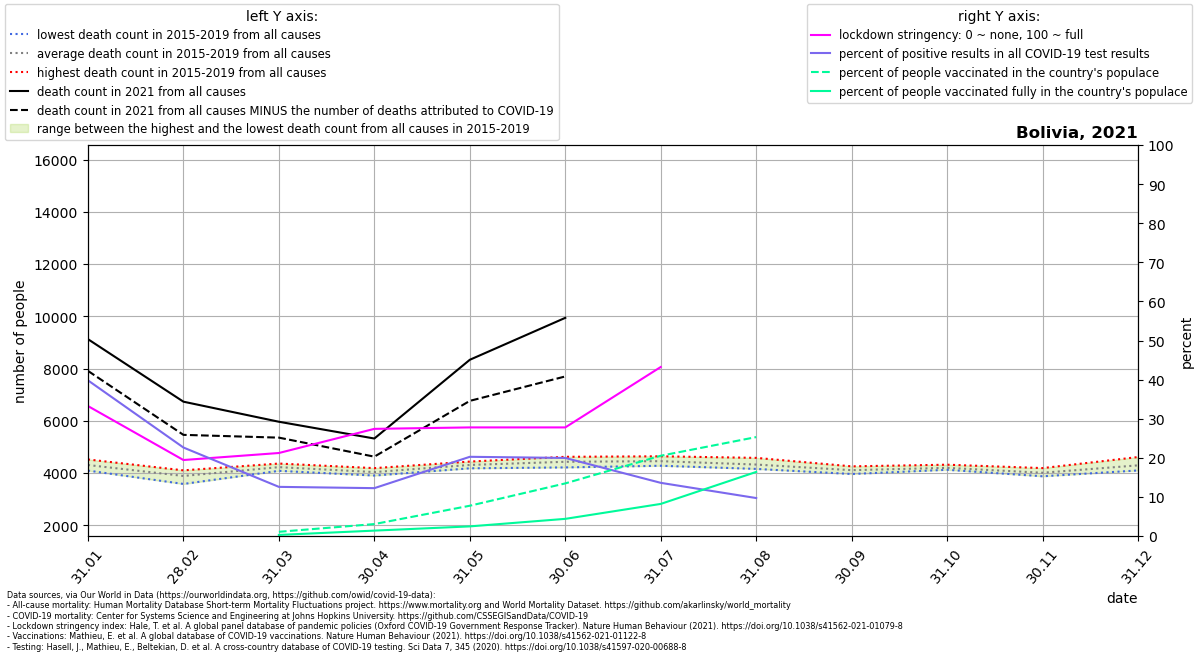 left Y axis:
lowest death count in 2015-2019 from all causes
average death count in 2015-2019 from all causes
highest death count in 2015-2019 from all causes
death count in 2021 from all causes
death count in 2021 from all causes MINUS the number of deaths attributed to COVID-19
range between the highest and the lowest death count from all causes in 2015-2019
right Y axis:
lockdown stringency: 0 ~ none, 100 ~ full
percent of positive results in all COVID-19 test results
percent of people vaccinated in the country's populace
percent of people vaccinated fully in the country's populace
Bolivia, 2021
number of people
16000
14000
12000
10000
8000
6000
4000
2000
100
90
80
70
60
50
40
30
20
10
0
percent
31.01
28.02
31.03
30.04
31.05
30.06
31.07
31.08
30.09
31.10
30.11
31.12
date
Data sources, via Our World in Data (https://ourworldindata.org, https://github.com/owid/covid-19-data):
- All-cause mortality: Human Mortality Database Short-term Mortality Fluctuations project. https://www.mortality.org and World Mortality Dataset. https://github.com/akarlinsky/world_mortality
- COVID-19 mortality: Center for Systems Science and Engineering at Johns Hopkins University. https://github.com/CSSEGISandData/COVID-19
- Lockdown stringency index: Hale, T. et al. A global panel database of pandemic policies (Oxford COVID-19 Government Response Tracker). Nature Human Behaviour (2021). https://doi.org/10.1038/s41562-021-01079-8
- Vaccinations: Mathieu, E. et al. A global database of COVID-19 vaccinations. Nature Human Behaviour (2021). https://doi.org/10.1038/s41562-021-01122-8
- Testing: Hasell, J., Mathieu, E., Beltekian, D. et al. A cross-country database of COVID-19 testing. Sci Data 7, 345 (2020). https://doi.org/10.1038/s41597-020-00688-8